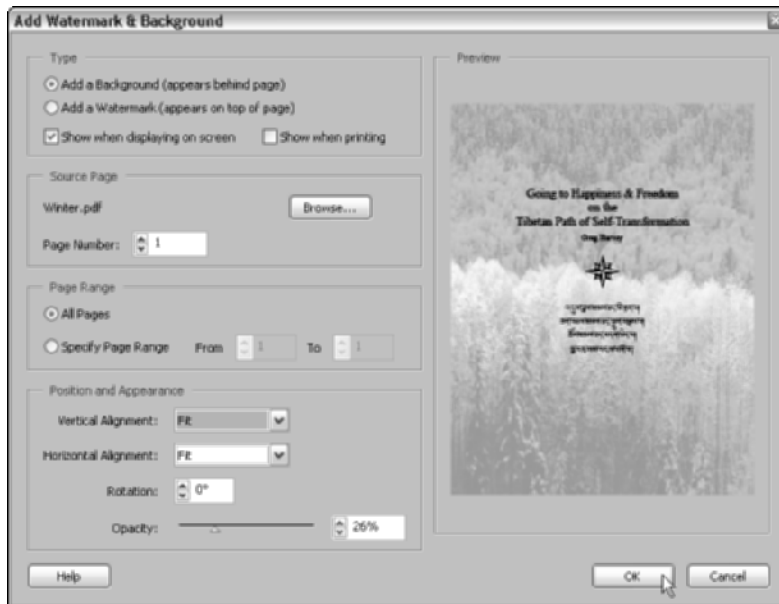 Add Watermark & Background
Type
Add a Background (appears behind page)
Add a Watermark (appears on top of page)
Show when displaying on screen
Show when printing
Source Page
Winter.pdf
Browse...
Page Number:
1
Page Range
All Pages
Specify Page Range
From
1
To
1
Position and Appearance
Vertical Alignment:
Fit
Horizontal Alignment:
Fit
Rotation:
0°
Opacity:
26%
Help
Preview
Going to Happiness & Freedom
on the
Tibetan Path of Self-Transformation
Greg Harvey
OK
Cancel